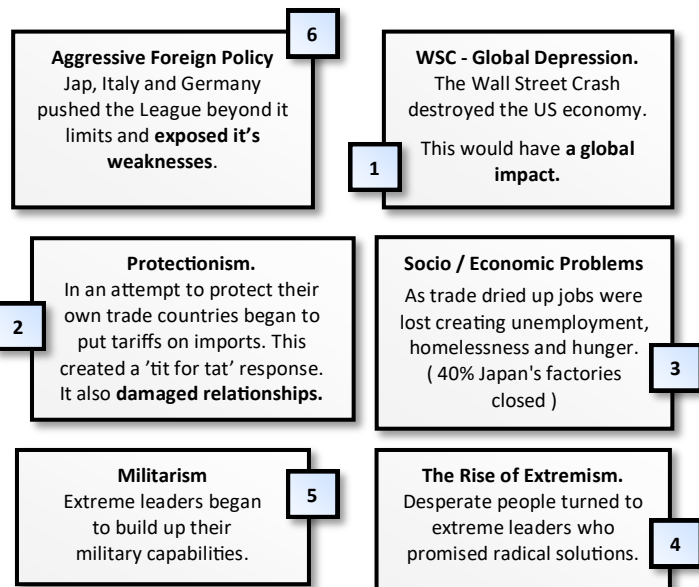 6
Aggressive Foreign Policy
Jap, Italy and Germany
pushed the League beyond it
limits and exposed it’s
weaknesses.
WSC - Global Depression.
The Wall Street Crash
destroyed the US economy.
This would have a global
impact.
1
Protectionism.
In an attempt to protect their
own trade countries began to
put tariffs on imports. This
created a ’tit for tat’ response.
It also damaged relationships.
2
Socio / Economic Problems
As trade dried up jobs were
lost creating unemployment,
homelessness and hunger.
( 40% Japan's factories
closed )
3
Militarism
Extreme leaders began
to build up their
military capabilities.
5
The Rise of Extremism.
Desperate people turned to
extreme leaders who
promised radical solutions.
4